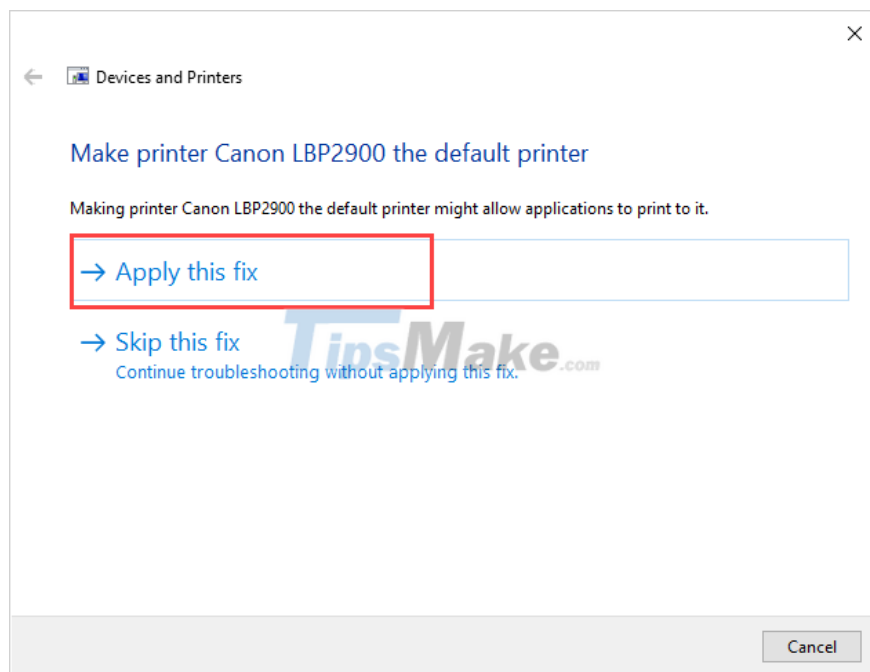 Devices and Printers
Make printer Canon LBP2900 the default printer
Making printer Canon LBP2900 the default printer might allow applications to print to it.
Apply this fix
Skip this fix
Continue troubleshooting without applying this fix.
TipsMake.com
Cancel